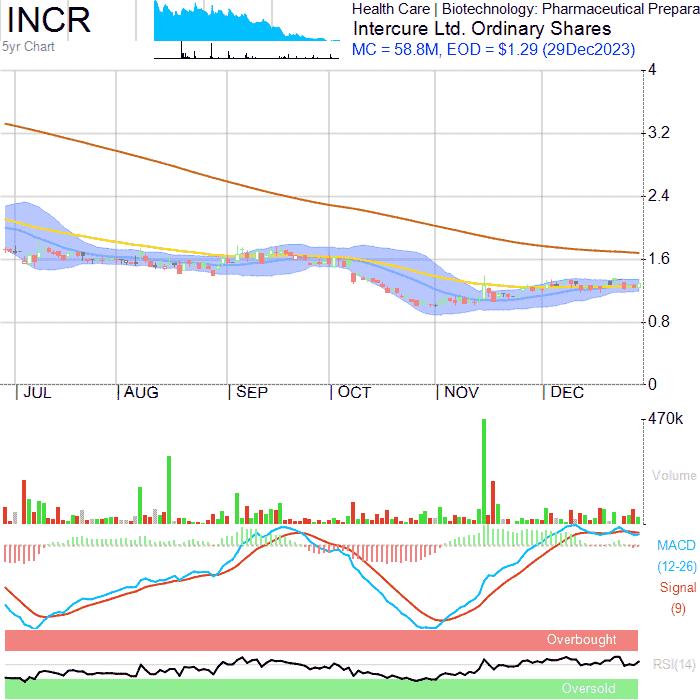 INCR
5yr Chart
Health Care | Biotechnology: Pharmaceutical Prepara
Intercure Ltd. Ordinary Shares
MC = 58.8M, EOD = $1.29 (29Dec2023)
4
3.2
2.4
1.6
0.8
0
JUL AUG SEP OCT NOV DEC
470k
Volume
MACD
(12-26)
Signal
(9)
Overbought
RSI(14)
Oversold